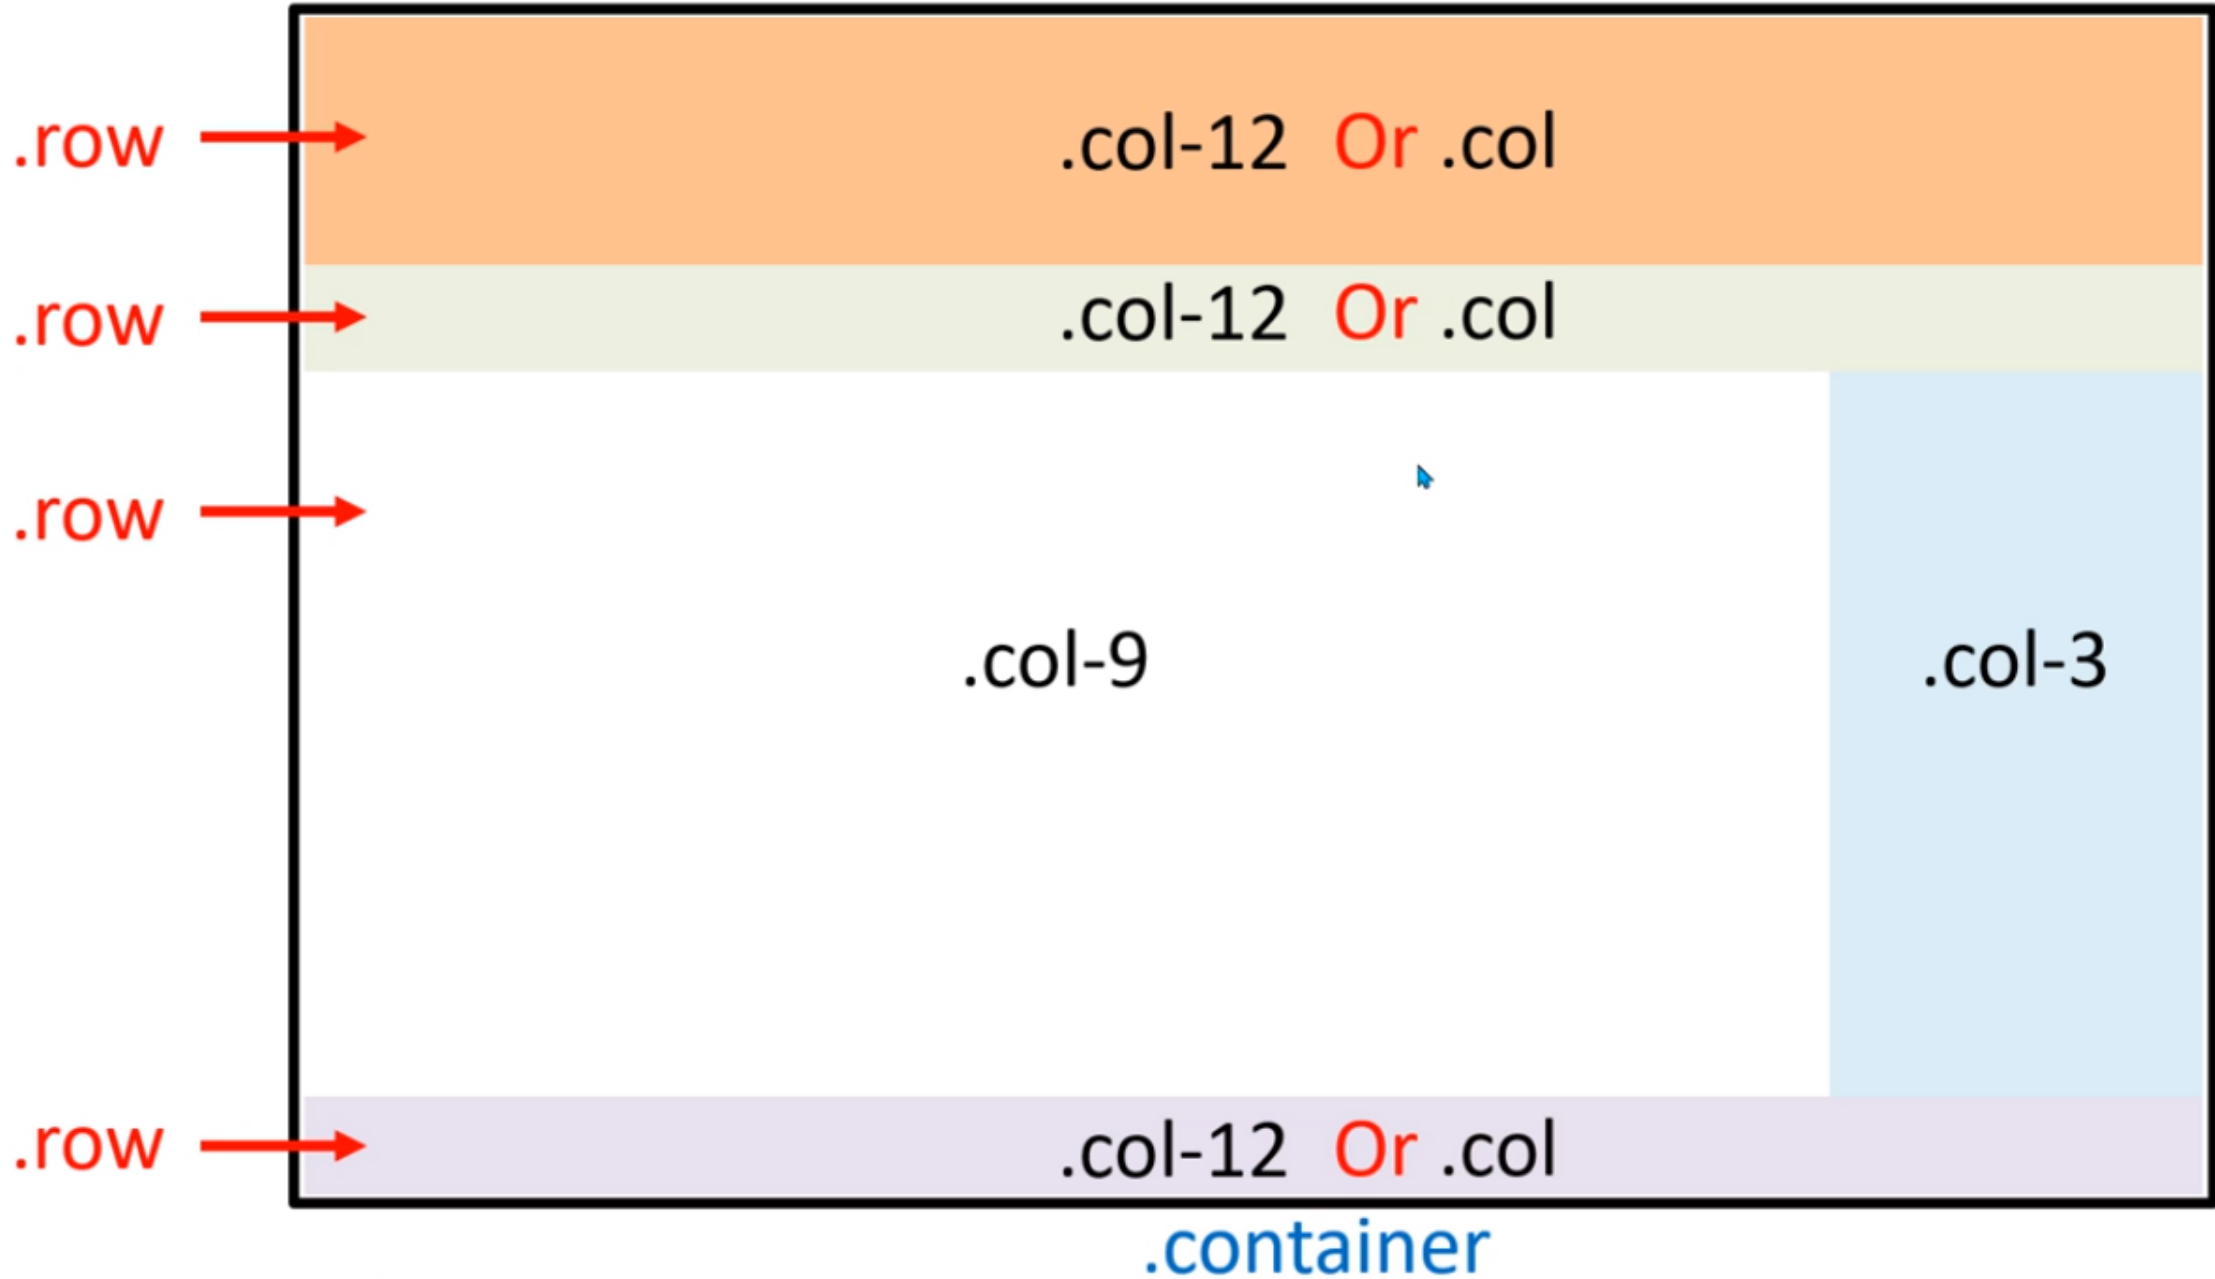 .row .col-12 Or .col
.row .col-12 Or .col
.row
.col-9 .col-3
.row .col-12 Or .col
.container